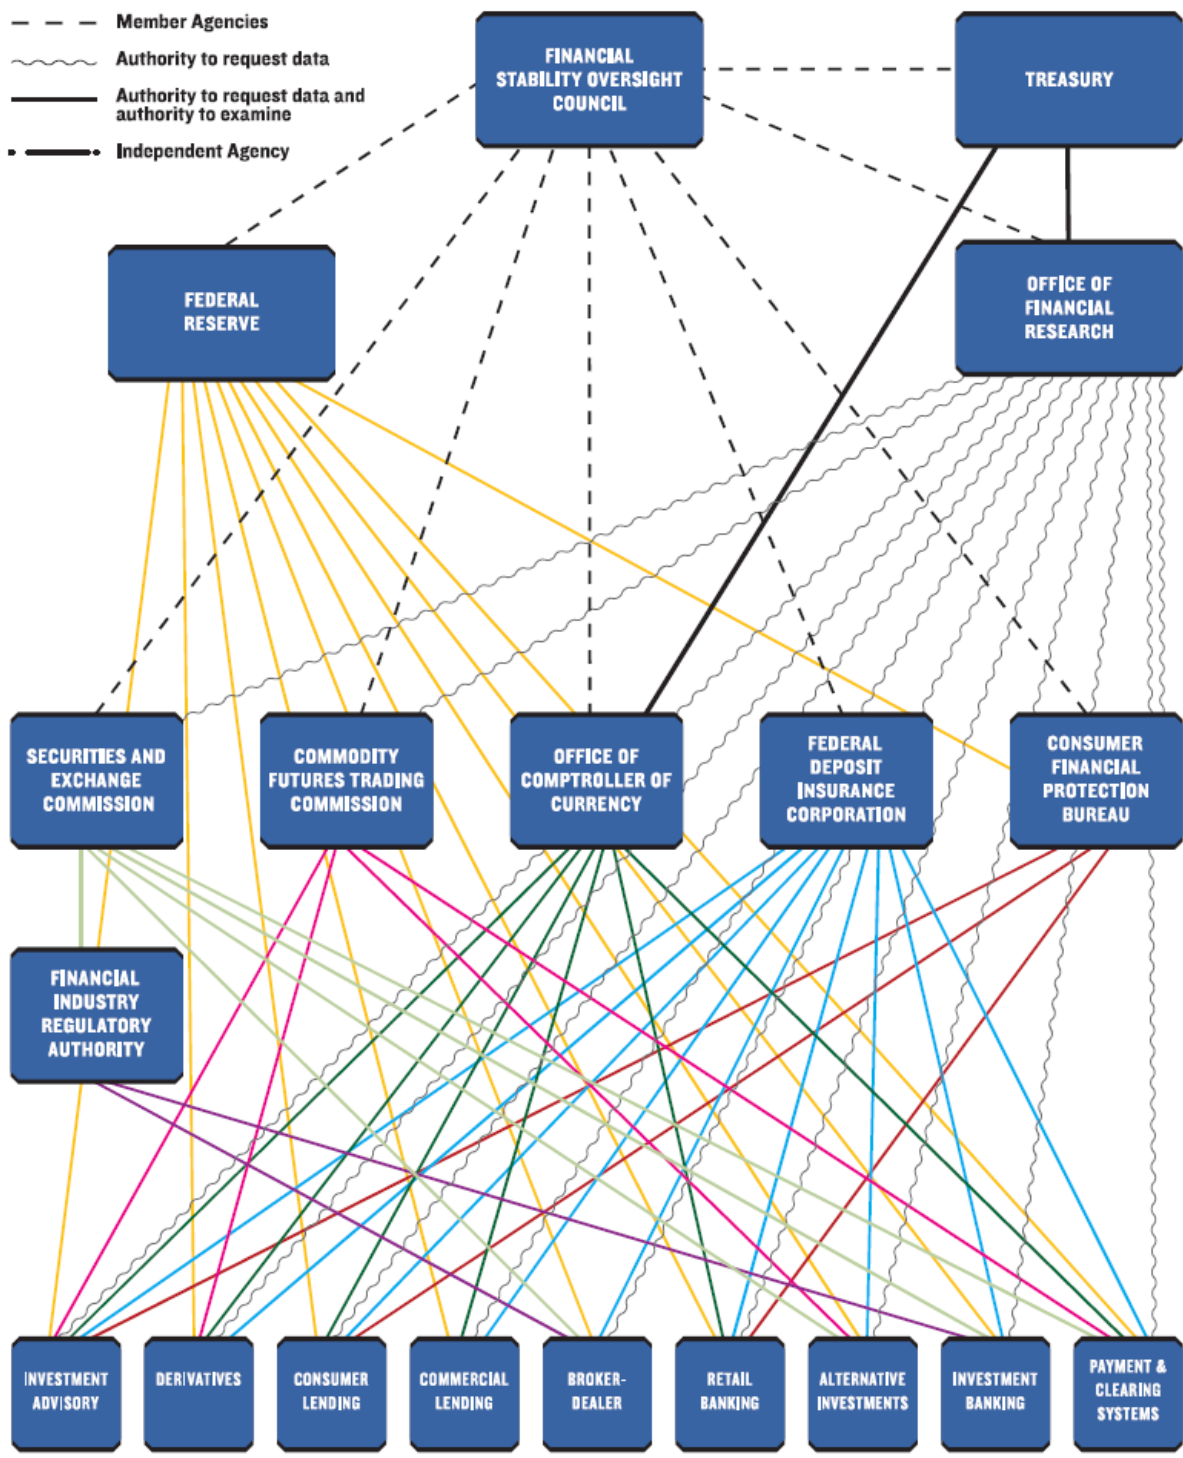 Member Agencies
Authority to request data
Authority to request data and
authority to examine
Independent Agency
FINANCIAL
STABILITY OVERSIGHT
COUNCIL
TREASURY
FEDERAL
RESERVE
OFFICE OF
FINANCIAL
RESEARCH
SECURITIES AND
EXCHANGE
COMMISSION
COMMODITY
FUTURES TRADING
COMMISSION
OFFICE OF
COMPTROLLER OF
CURRENCY
FEDERAL
DEPOSIT
INSURANCE
CORPORATION
CONSUMER
FINANCIAL
PROTECTION
BUREAU
FINANCIAL
INDUSTRY
REGULATORY
AUTHORITY
INVESTMENT
ADVISORY
DERIVATIVES
CONSUMER
LENDING
COMMERCIAL
LENDING
BROKER-
DEALER
RETAIL
BANKING
ALTERNATIVE
INVESTMENTS
INVESTMENT
BANKING
PAYMENT &
CLEARING
SYSTEMS